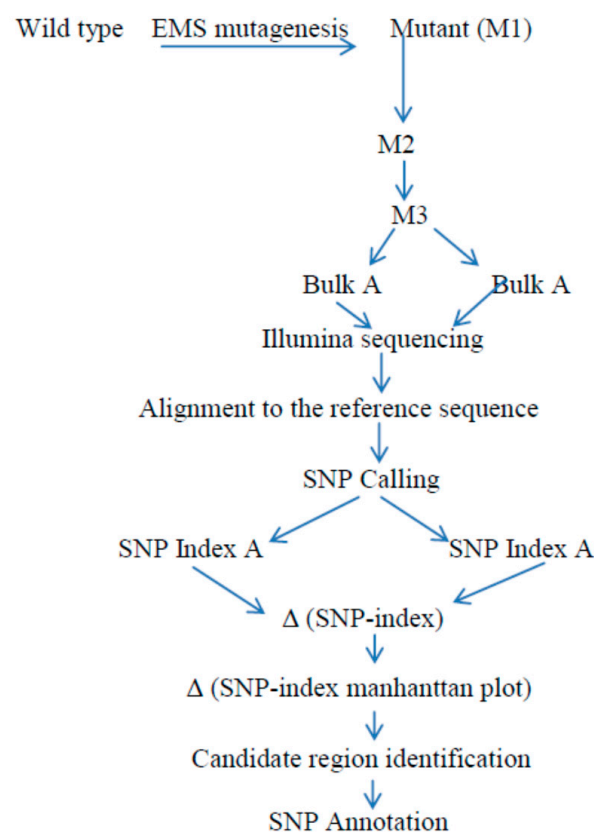 Wild type EMS mutagenesis Mutant (M1)
M2
M3
Bulk A Bulk A
Illumina sequencing
Alignment to the reference sequence
SNP Calling
SNP Index A SNP Index A
Δ (SNP-index)
Δ (SNP-index manhanttan plot)
Candidate region identification
SNP Annotation